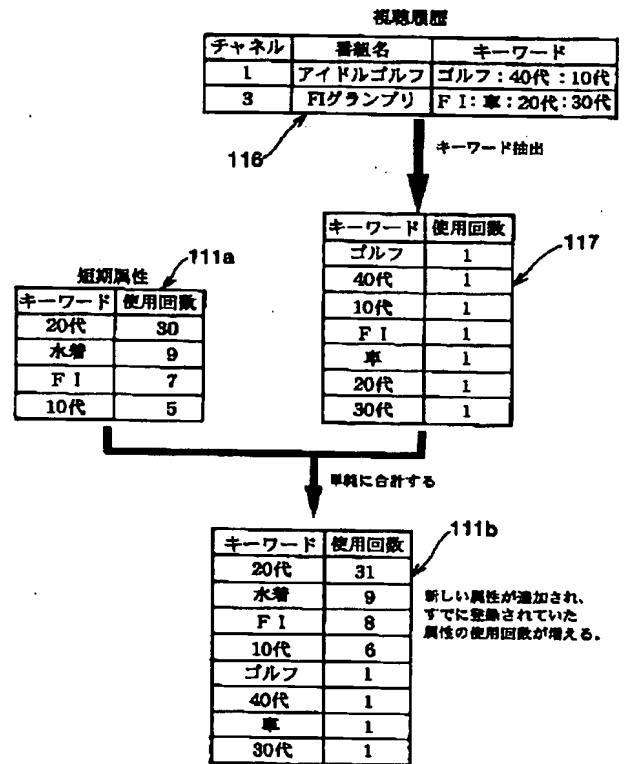 視聴履歴
チャネル 番組名 キーワード
1 アイドルゴルフ ゴルフ：40代：10代
3 FIグランプリ ＦＩ：車：20代：30代
116
キーワード抽出
キーワード 使用回数
ゴルフ 1
40代 1
10代 1
ＦＩ 1
車 1
20代 1
30代 1
117
短期属性
111a
キーワード 使用回数
20代 30
水着 9
ＦＩ 7
10代 5
単純に合計する
キーワード 使用回数
20代 31
水着 9
ＦＩ 8
10代 6
ゴルフ 1
40代 1
車 1
30代 1
111b
新しい属性が追加され、
すでに登録されていた
属性の使用回数が増える。